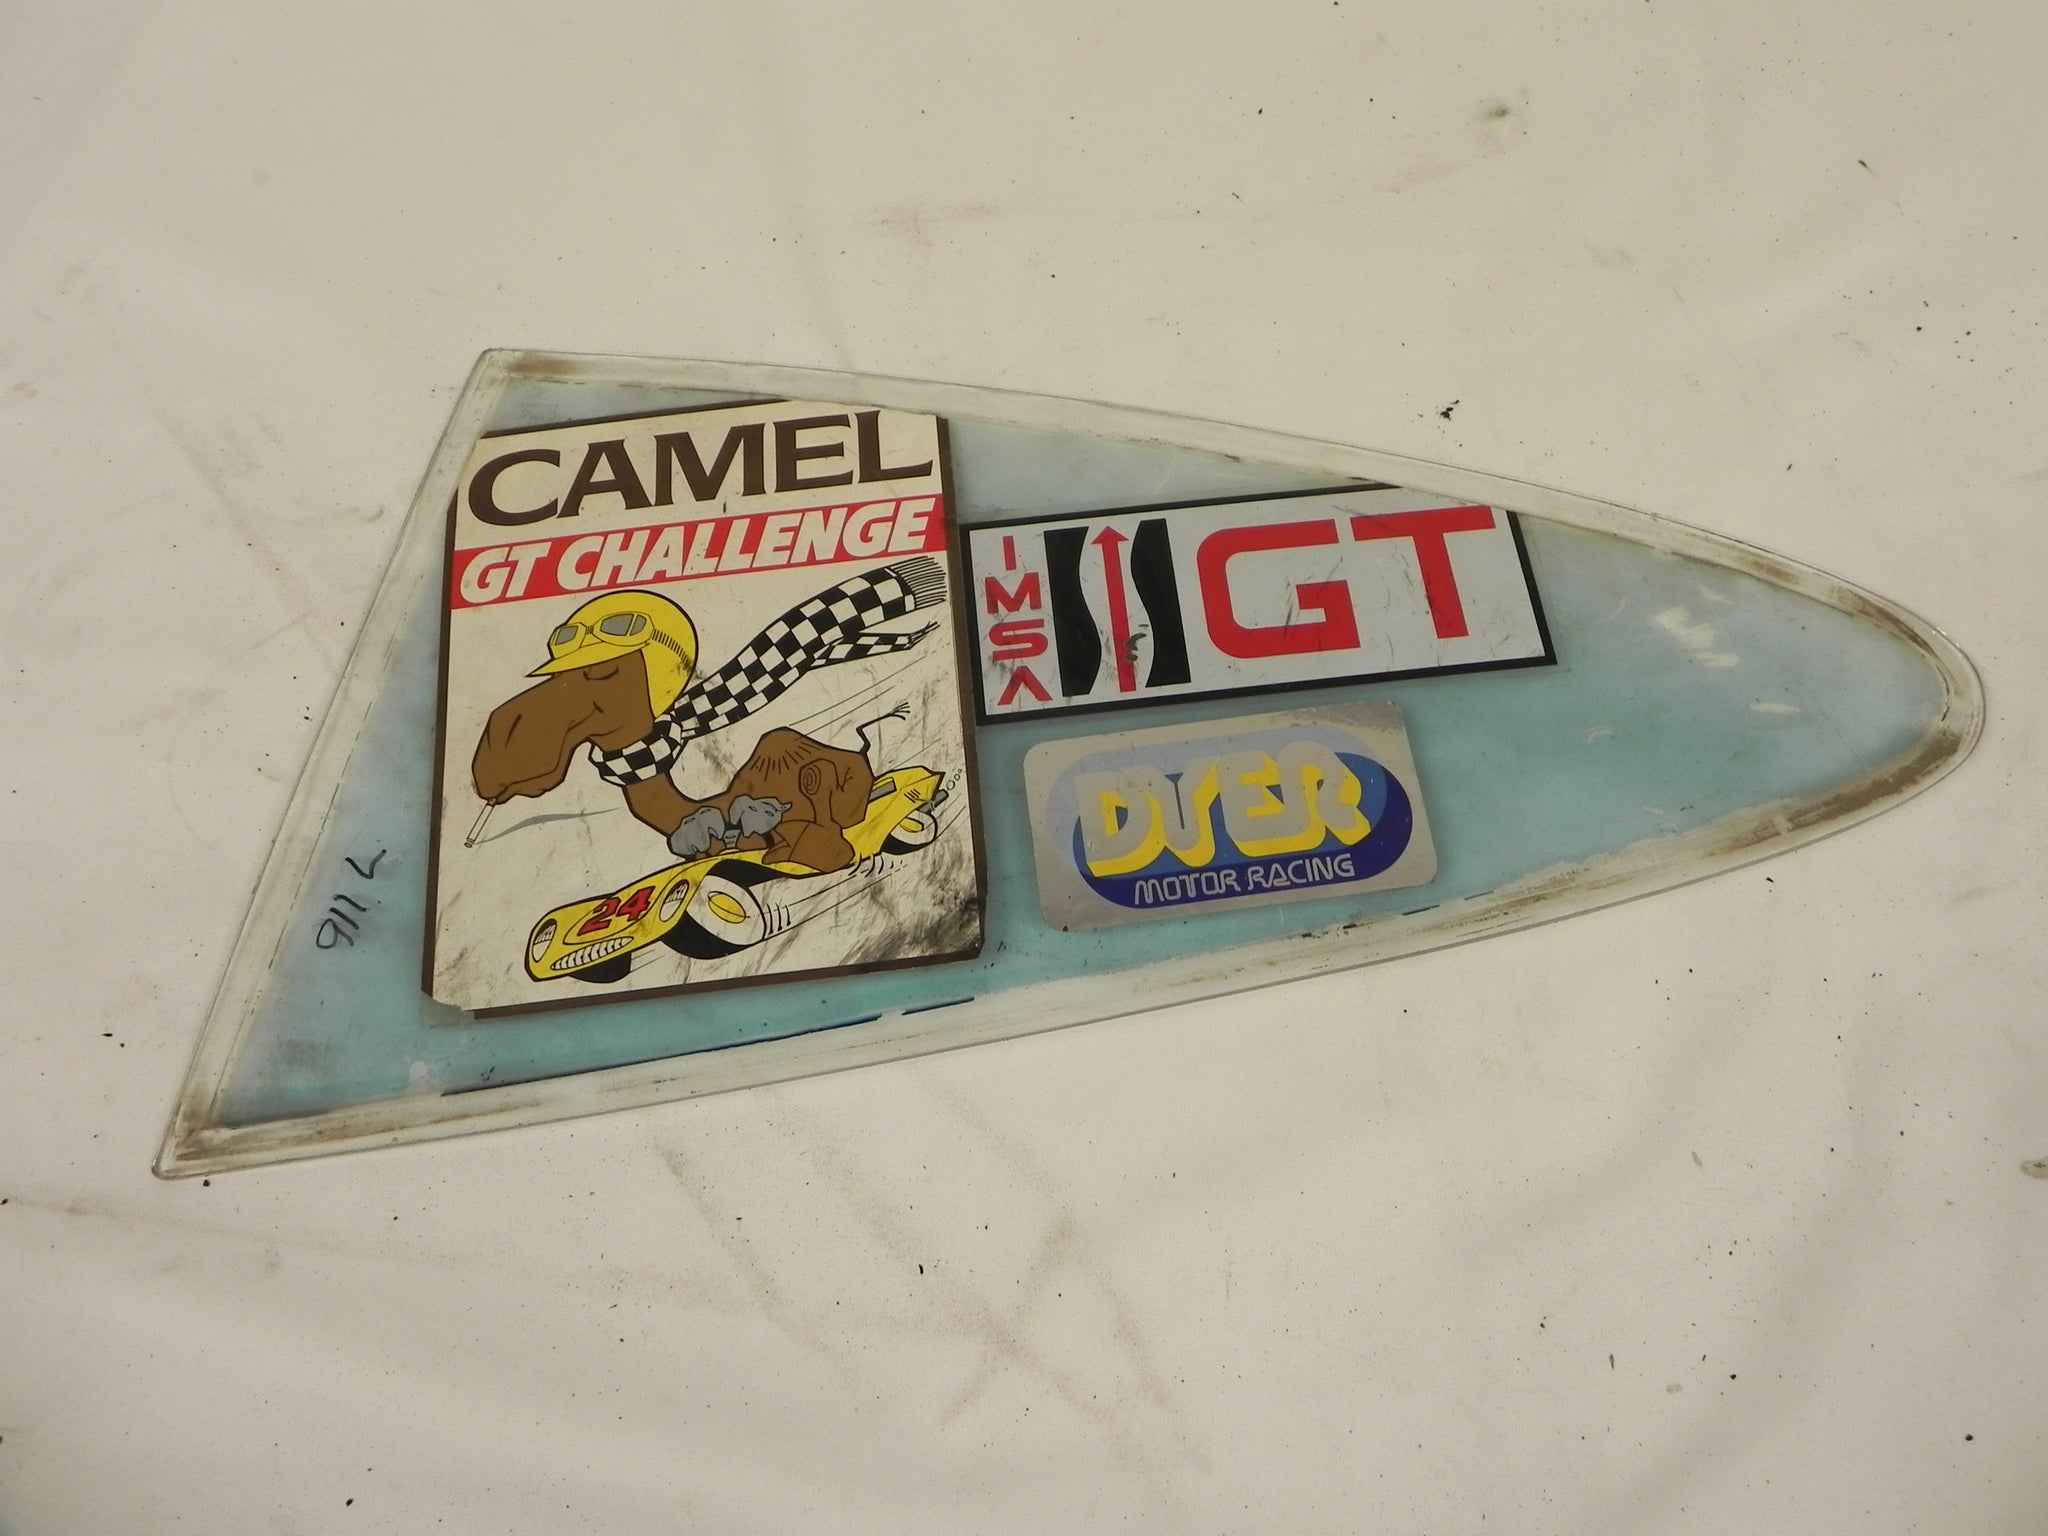 CAMEL
GT CHALLENGE
24
IMSA
GT
DYER
MOTOR RACING
911 L